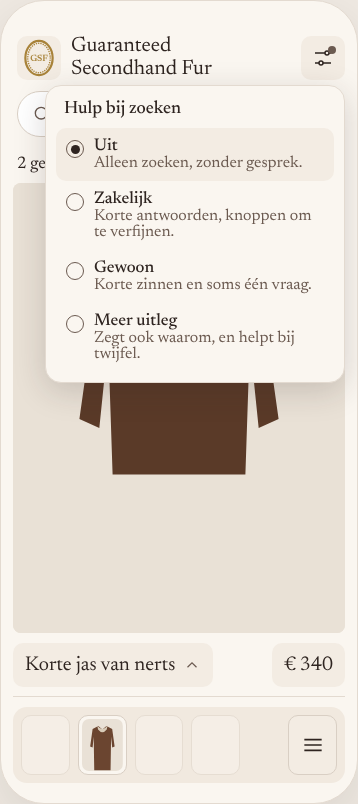 GSF
Guaranteed
Secondhand Fur
Hulp bij zoeken
Uit
Alleen zoeken, zonder gesprek.
2 ge
Zakelijk
Korte antwoorden, knoppen om
te verfijnen.
Gewoon
Korte zinnen en soms één vraag.
Meer uitleg
Zegt ook waarom, en helpt bij
twijfel.
Korte jas van nerts
€ 340